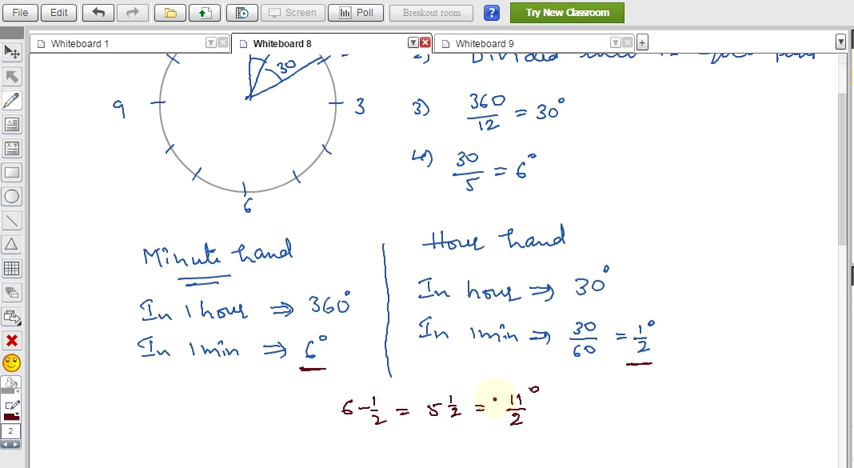 File Edit Screen Poll Breakout room ? Try New Classroom
Whiteboard 1 Whiteboard 8 Whiteboard 9
30
9 3
6
3) 360/12 = 30°
4) 30/5 = 6°
Minute hand
In 1 hour ⇒ 360°
In 1 min ⇒ 6°
Hour hand
In hour ⇒ 30°
In 1min ⇒ 30/60 = 1/2°
6 - 1/2 = 5 1/2 = 11/2°
2